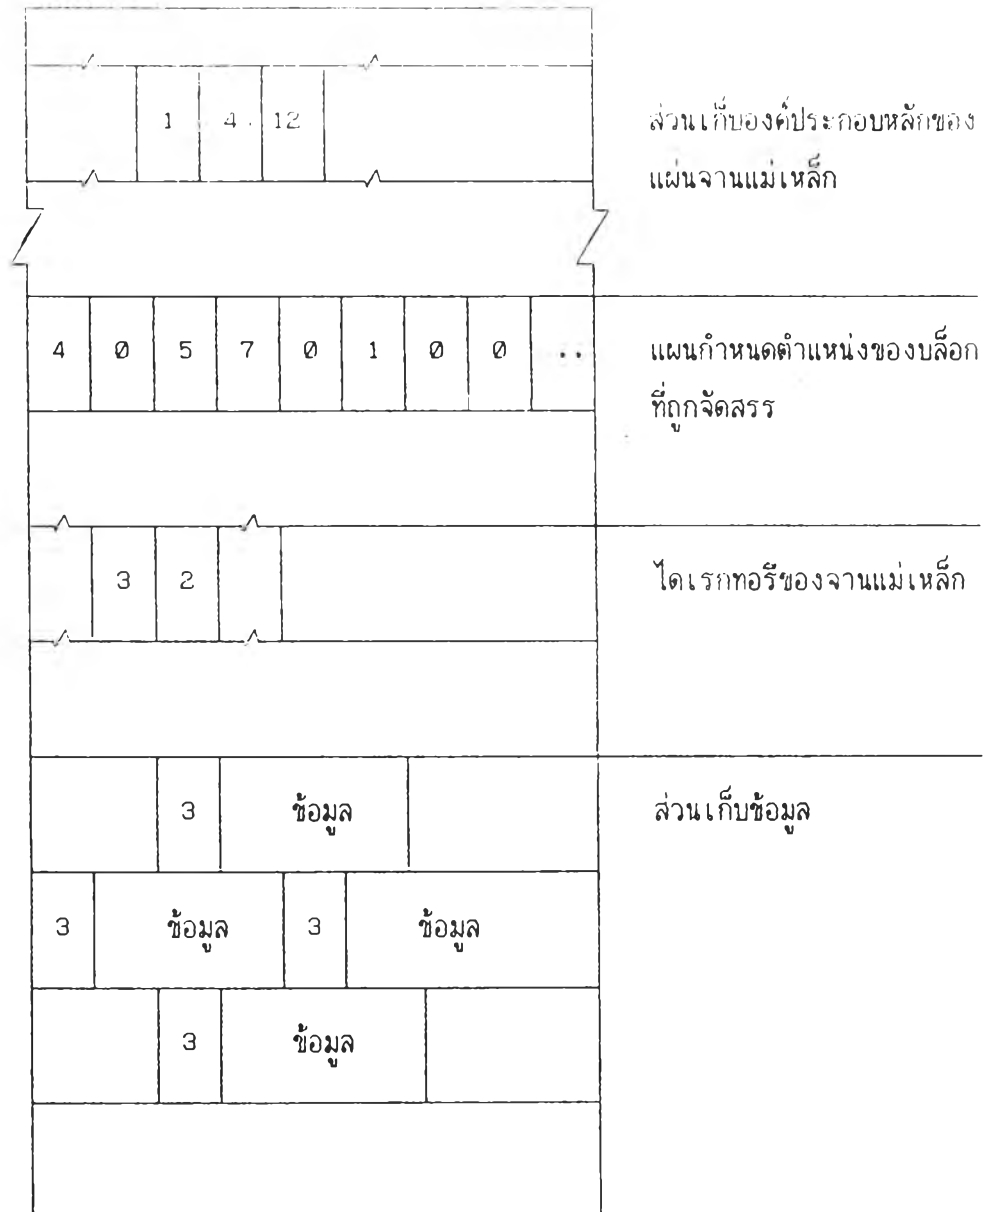 1 4 12
ส่วนเก็บองค์ประกอบหลักของ
แผ่นจานแม่เหล็ก
4 Ø 5 7 Ø 1 Ø Ø ..
แผนกำหนดตำแหน่งของบล็อก
ที่ถูกจัดสรร
3 2
ไดเรกทอรีของจานแม่เหล็ก
3 ข้อมูล
ส่วนเก็บข้อมูล
3 ข้อมูล 3 ข้อมูล
3 ข้อมูล